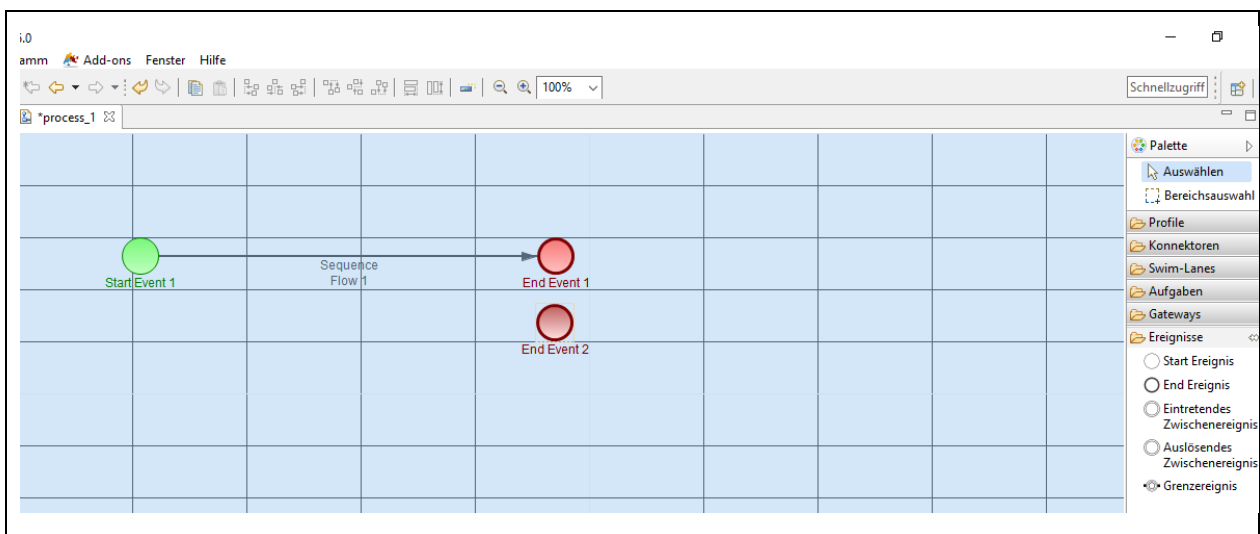 5.0
amm Add-ons Fenster Hilfe
100%
Schnellzugriff
*process_1
Palette
Auswählen
Bereichsauswahl
Profile
Konnektoren
Swim-Lanes
Aufgaben
Gateways
Ereignisse
Start Ereignis
End Ereignis
Eintretendes
Zwischenereignis
Auslösendes
Zwischenereignis
Grenzereignis
Start Event 1
Sequence
Flow 1
End Event 1
End Event 2